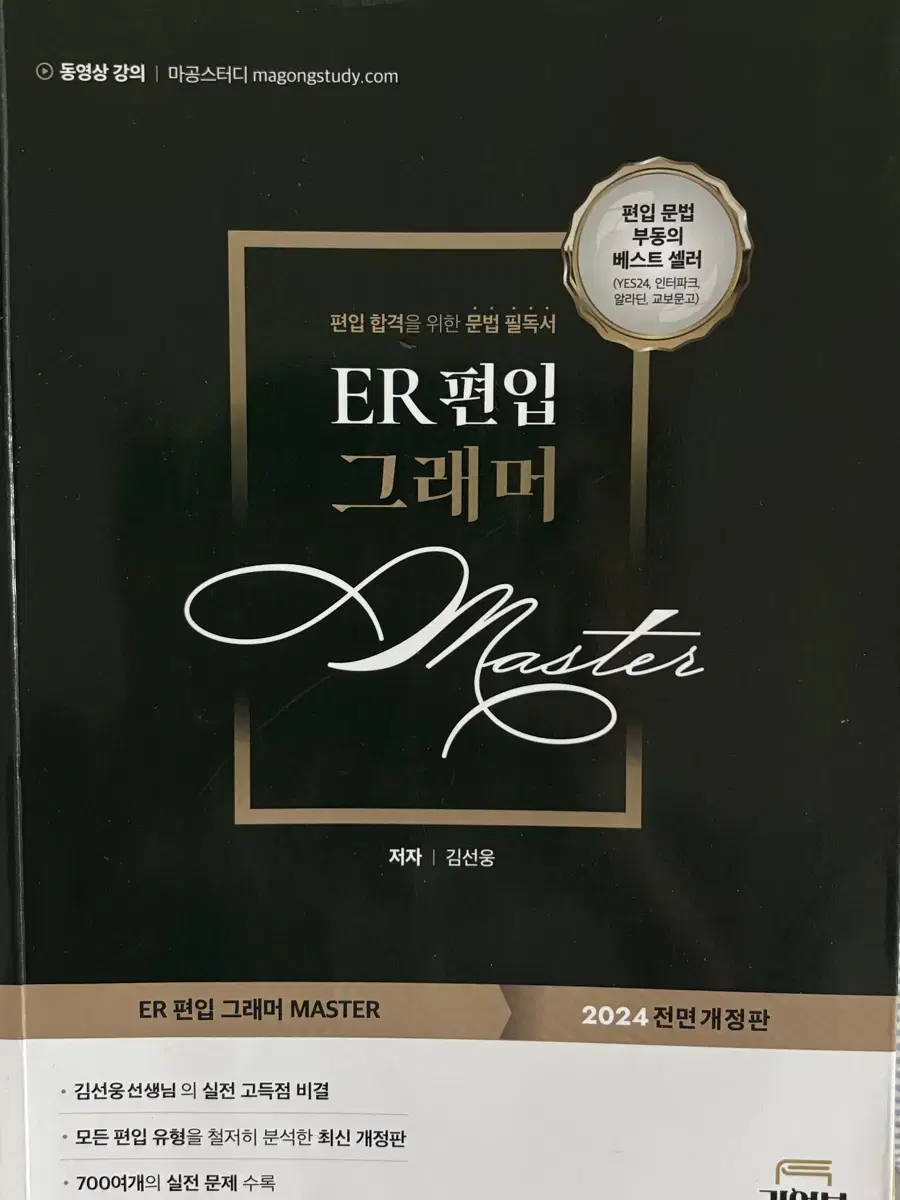 동영상 강의 | 마공스터디 magongstudy.com
편입 문법
부동의
베스트 셀러
(YES24, 인터파크,
알라딘, 교보문고)
편입 합격을 위한 문법 필독서
ER 편입
그래머
Master
저자 | 김선웅
ER 편입 그래머 MASTER
2024 전면개정판
· 김선웅선생님 의 실전 고득점 비결
· 모든 편입 유형을 철저히 분석한 최신 개정판
· 700여개의 실전 문제 수록